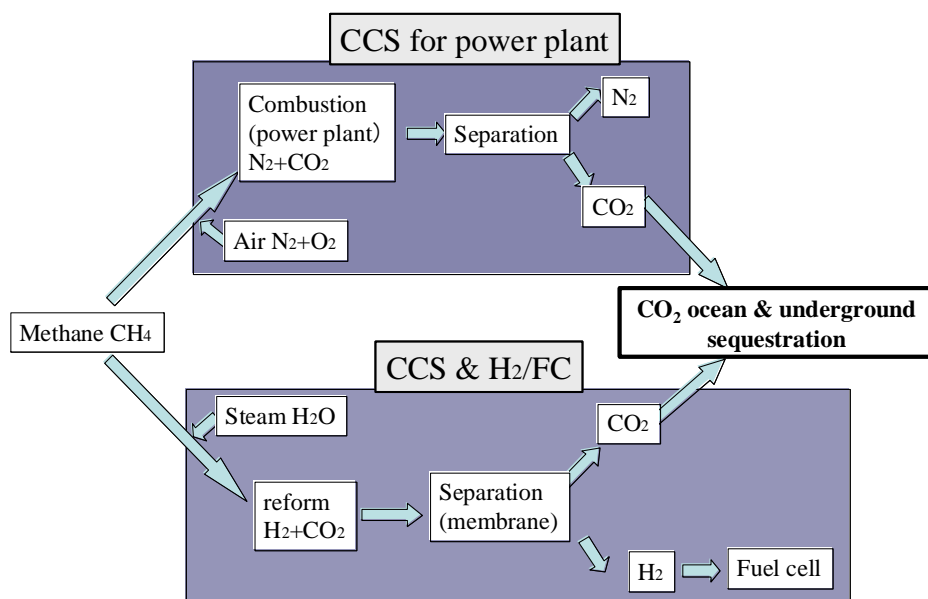 CCS for power plant
Combustion
(power plant)
N₂+CO₂
Separation
N₂
CO₂
Air N₂+O₂
Methane CH₄
CO₂ ocean & underground
sequestration
CCS & H₂/FC
Steam H₂O
reform
H₂+CO₂
Separation
(membrane)
CO₂
H₂
Fuel cell